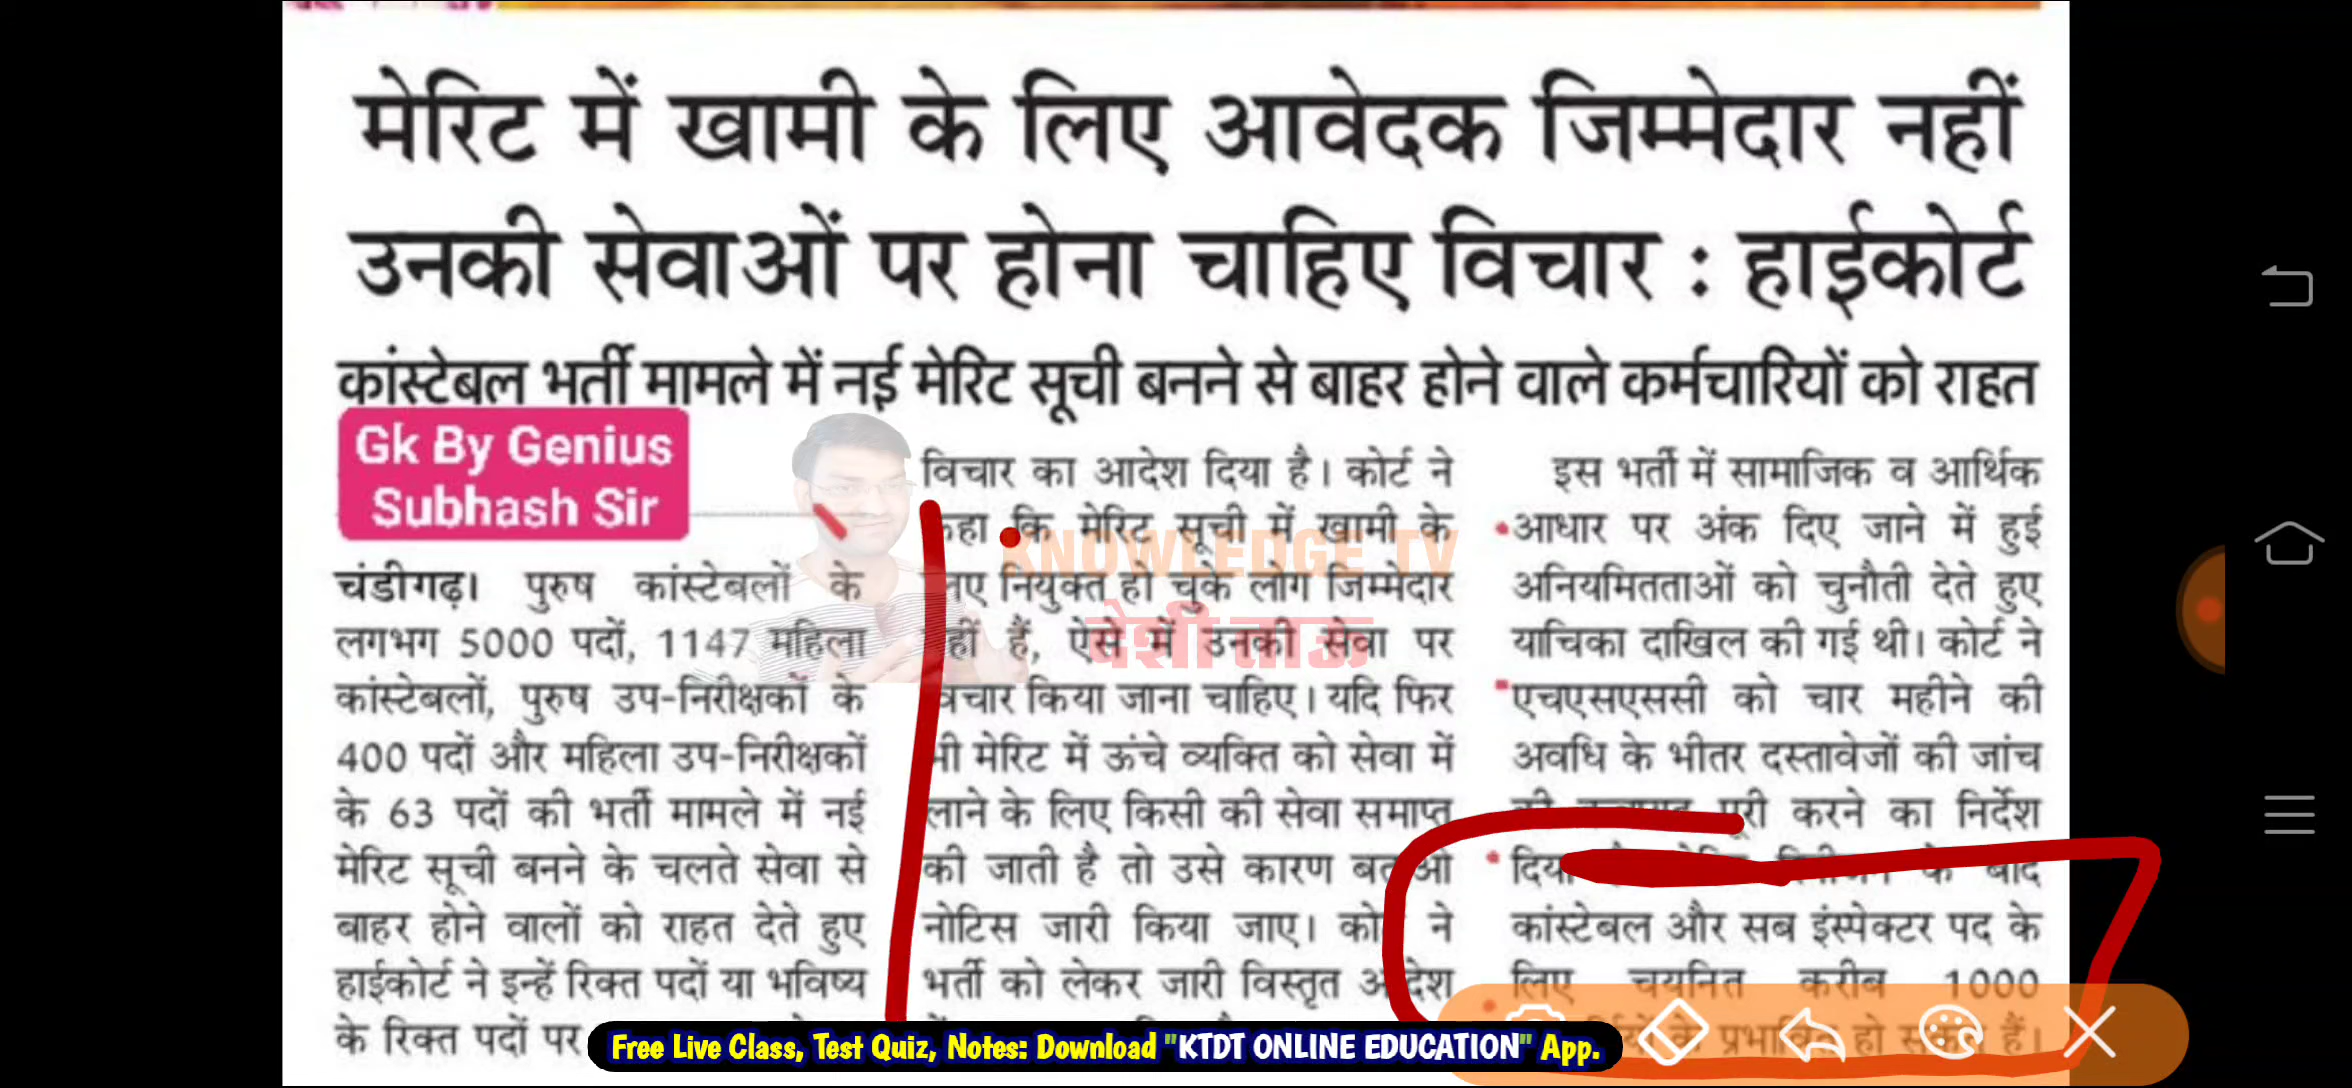 मेरिट में खामी के लिए आवेदक जिम्मेदार नहीं
उनकी सेवाओं पर होना चाहिए विचार : हाईकोर्ट
कांस्टेबल भर्ती मामले में नई मेरिट सूची बनने से बाहर होने वाले कर्मचारियों को राहत
Gk By Genius
Subhash Sir
चंडीगढ़। पुरुष कांस्टेबलों के
लगभग 5000 पदों, 1147 महिला
कांस्टेबलों, पुरुष उप-निरीक्षकों के
400 पदों और महिला उप-निरीक्षकों
के 63 पदों की भर्ती मामले में नई
मेरिट सूची बनने के चलते सेवा से
बाहर होने वालों को राहत देते हुए
हाईकोर्ट ने इन्हें रिक्त पदों या भविष्य
के रिक्त पदों पर
विचार का आदेश दिया है। कोर्ट ने
कि मेरिट सूची में खामी के
नियुक्त हो चुके लोग जिम्मेदार
हैं, ऐसे में उनकी सेवा पर
किया जाना चाहिए। यदि फिर
मेरिट में ऊंचे व्यक्ति को सेवा में
लाने के लिए किसी की सेवा समाप्त
की जाती है तो उसे कारण
नोटिस जारी किया जाए। ने
भर्ती को लेकर जारी विस्तृत
इस भर्ती में सामाजिक व आर्थिक
आधार पर अंक दिए जाने में हुई
अनियमितताओं को चुनौती देते हुए
याचिका दाखिल की गई थी। कोर्ट ने
एचएसएससी को चार महीने की
अवधि के भीतर दस्तावेजों की जांच
पूरी करने का निर्देश
के बाद
कांस्टेबल और सब इंस्पेक्टर पद के
लिए चयनित करीब 1000
के हो हैं।
KNOWLEDGE TV
देशी ताऊ
Free Live Class, Test Quiz, Notes: Download "KTDT ONLINE EDUCATION" App.